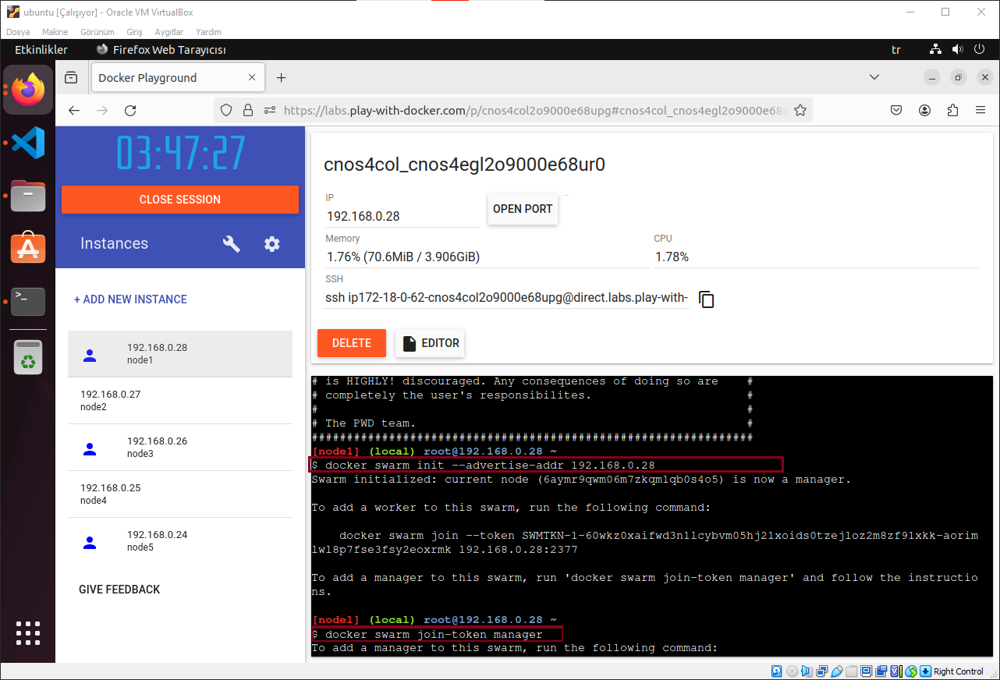 ubuntu [Çalışıyor] - Oracle VM VirtualBox
Dosya Makine Görünüm Giriş Aygıtlar Yardım
Etkinlikler Firefox Web Tarayıcısı tr
Docker Playground
https://labs.play-with-docker.com/p/cnos4col2o9000e68upg#cnos4col_cnos4egl2o9000e68u
03:47:27
CLOSE SESSION
Instances
+ ADD NEW INSTANCE
192.168.0.28
node1
192.168.0.27
node2
192.168.0.26
node3
192.168.0.25
node4
192.168.0.24
node5
GIVE FEEDBACK
cnos4col_cnos4egl2o9000e68ur0
IP
192.168.0.28
OPEN PORT
Memory
1.76% (70.6MiB / 3.906GiB)
CPU
1.78%
SSH
ssh ip172-18-0-62-cnos4col2o9000e68upg@direct.labs.play-with-
DELETE
EDITOR
# is HIGHLY! discouraged. Any consequences of doing so are #
# completely the user's responsibilites. #
# #
# The PWD team. #
###############################################################
[node1] (local) root@192.168.0.28 ~
$ docker swarm init --advertise-addr 192.168.0.28
Swarm initialized: current node (6aymr9qwm06m7zkqmlqb0s4o5) is now a manager.
To add a worker to this swarm, run the following command:
docker swarm join --token SWMTKN-1-60wkz0xaifwd3n1lcybvm05hj21xoids0tzejloz2m8zf91xkk-aorim
lwl8p7fse3fsy2eoxrmk 192.168.0.28:2377
To add a manager to this swarm, run 'docker swarm join-token manager' and follow the instructio
ns.
[node1] (local) root@192.168.0.28 ~
$ docker swarm join-token manager
To add a manager to this swarm, run the following command:
Right Control